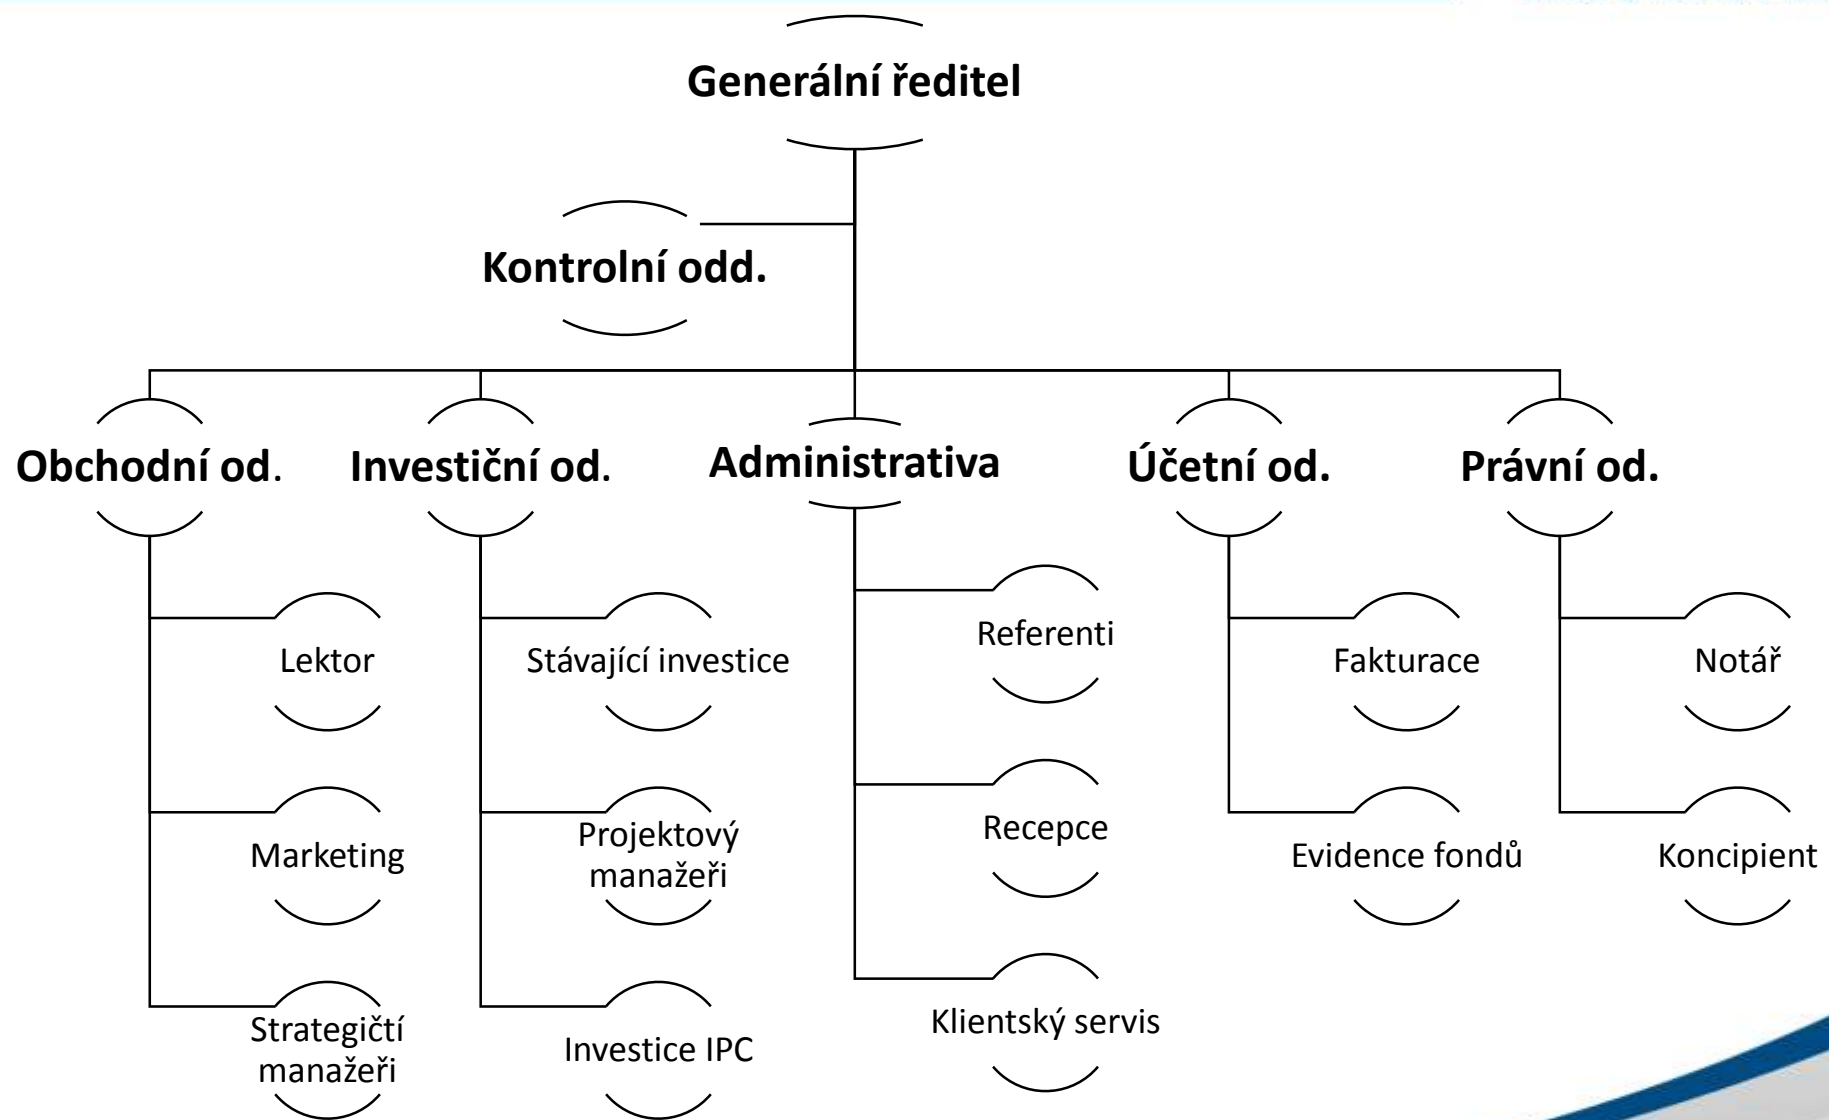 Generální ředitel
Kontrolní odd.
Obchodní od.
Investiční od.
Administrativa
Účetní od.
Právní od.
Lektor
Marketing
Strategičtí
manažeři
Stávající investice
Projektový
manažeři
Investice IPC
Referenti
Recepce
Klientský servis
Fakturace
Evidence fondů
Notář
Koncipient